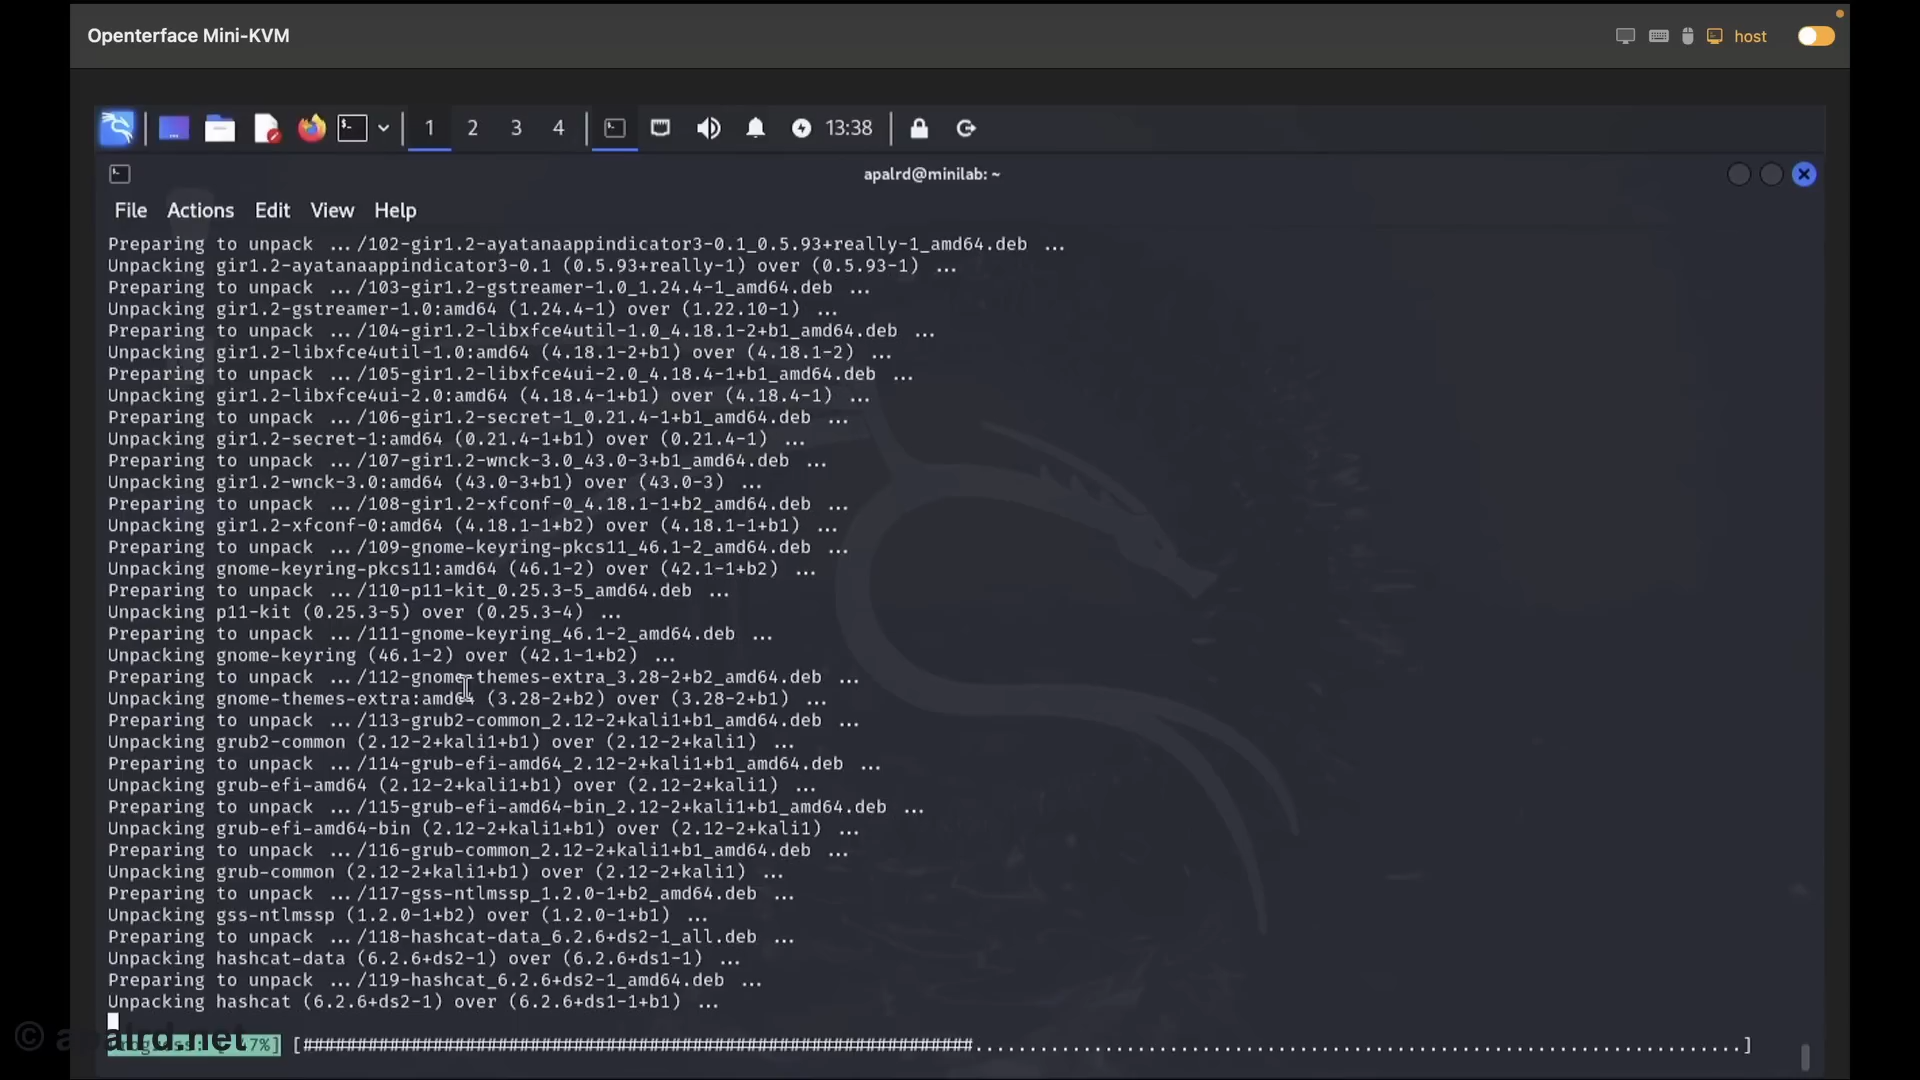 Openterface Mini-KVM
host
1 2 3 4 13:38
apalrd@minilab: ~
File Actions Edit View Help
Preparing to unpack .../102-gir1.2-ayatanaappindicator3-0.1_0.5.93+really-1_amd64.deb ...
Unpacking gir1.2-ayatanaappindicator3-0.1 (0.5.93+really-1) over (0.5.93-1) ...
Preparing to unpack .../103-gir1.2-gstreamer-1.0_1.24.4-1_amd64.deb ...
Unpacking gir1.2-gstreamer-1.0:amd64 (1.24.4-1) over (1.22.10-1) ...
Preparing to unpack .../104-gir1.2-libxfce4util-1.0_4.18.1-2+b1_amd64.deb ...
Unpacking gir1.2-libxfce4util-1.0:amd64 (4.18.1-2+b1) over (4.18.1-2) ...
Preparing to unpack .../105-gir1.2-libxfce4ui-2.0_4.18.4-1+b1_amd64.deb ...
Unpacking gir1.2-libxfce4ui-2.0:amd64 (4.18.4-1+b1) over (4.18.4-1) ...
Preparing to unpack .../106-gir1.2-secret-1_0.21.4-1+b1_amd64.deb ...
Unpacking gir1.2-secret-1:amd64 (0.21.4-1+b1) over (0.21.4-1) ...
Preparing to unpack .../107-gir1.2-wnck-3.0_43.0-3+b1_amd64.deb ...
Unpacking gir1.2-wnck-3.0:amd64 (43.0-3+b1) over (43.0-3) ...
Preparing to unpack .../108-gir1.2-xfconf-0_4.18.1-1+b2_amd64.deb ...
Unpacking gir1.2-xfconf-0:amd64 (4.18.1-1+b2) over (4.18.1-1+b1) ...
Preparing to unpack .../109-gnome-keyring-pkcs11_46.1-2_amd64.deb ...
Unpacking gnome-keyring-pkcs11:amd64 (46.1-2) over (42.1-1+b2) ...
Preparing to unpack .../110-p11-kit_0.25.3-5_amd64.deb ...
Unpacking p11-kit (0.25.3-5) over (0.25.3-4) ...
Preparing to unpack .../111-gnome-keyring_46.1-2_amd64.deb ...
Unpacking gnome-keyring (46.1-2) over (42.1-1+b2) ...
Preparing to unpack .../112-gnome-themes-extra_3.28-2+b2_amd64.deb ...
Unpacking gnome-themes-extra:amd64 (3.28-2+b2) over (3.28-2+b1) ...
Preparing to unpack .../113-grub2-common_2.12-2+kali1+b1_amd64.deb ...
Unpacking grub2-common (2.12-2+kali1+b1) over (2.12-2+kali1) ...
Preparing to unpack .../114-grub-efi-amd64_2.12-2+kali1+b1_amd64.deb ...
Unpacking grub-efi-amd64 (2.12-2+kali1+b1) over (2.12-2+kali1) ...
Preparing to unpack .../115-grub-efi-amd64-bin_2.12-2+kali1+b1_amd64.deb ...
Unpacking grub-efi-amd64-bin (2.12-2+kali1+b1) over (2.12-2+kali1) ...
Preparing to unpack .../116-grub-common_2.12-2+kali1+b1_amd64.deb ...
Unpacking grub-common (2.12-2+kali1+b1) over (2.12-2+kali1) ...
Preparing to unpack .../117-gss-ntlmssp_1.2.0-1+b2_amd64.deb ...
Unpacking gss-ntlmssp (1.2.0-1+b2) over (1.2.0-1+b1) ...
Preparing to unpack .../118-hashcat-data_6.2.6+ds2-1_all.deb ...
Unpacking hashcat-data (6.2.6+ds2-1) over (6.2.6+ds1-1) ...
Preparing to unpack .../119-hashcat_6.2.6+ds2-1_amd64.deb ...
Unpacking hashcat (6.2.6+ds2-1) over (6.2.6+ds1-1+b1) ...
© apalrd.net
47%]